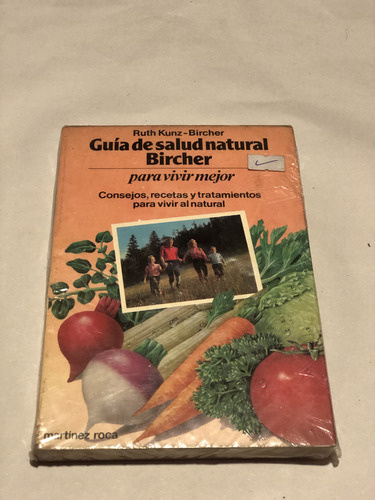 Ruth Kunz-Bircher
Guía de salud natural
Bircher
para vivir mejor
Consejos, recetas y tratamientos
para vivir al natural
martínez roca